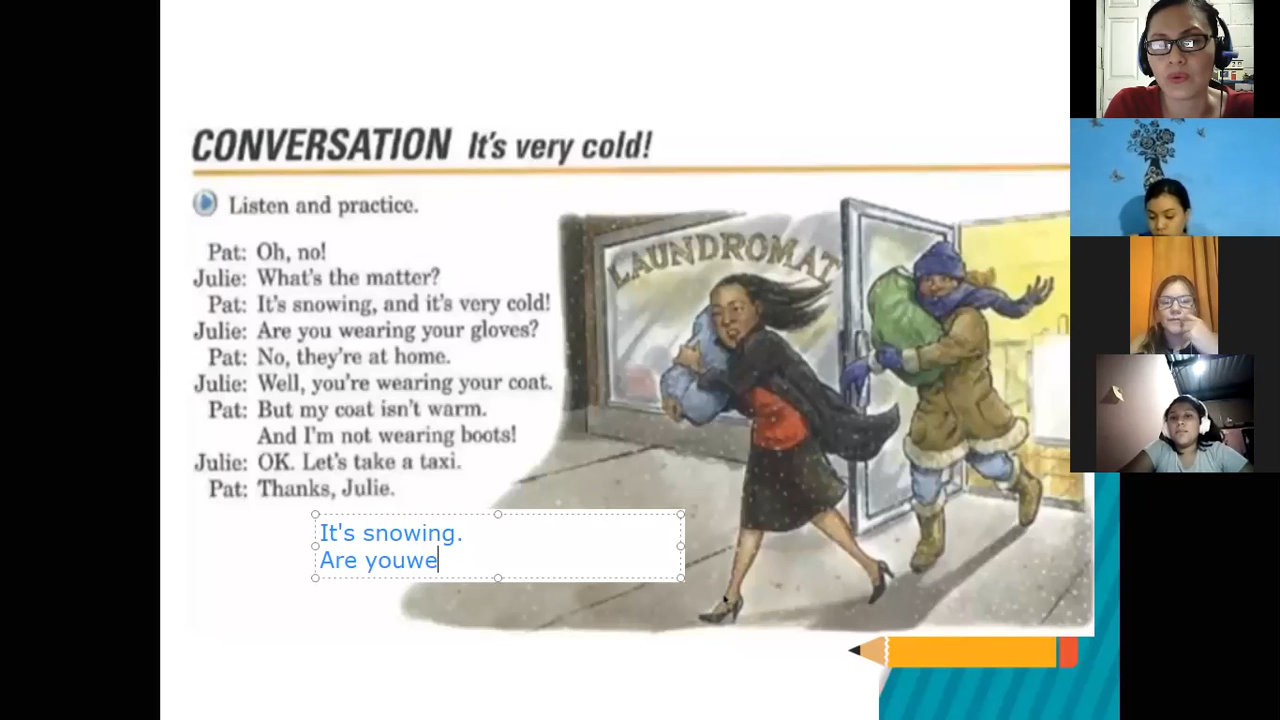 CONVERSATION It's very cold!
Listen and practice.
Pat: Oh, no!
Julie: What's the matter?
Pat: It's snowing, and it's very cold!
Julie: Are you wearing your gloves?
Pat: No, they're at home.
Julie: Well, you're wearing your coat.
Pat: But my coat isn't warm.
And I'm not wearing boots!
Julie: OK. Let's take a taxi.
Pat: Thanks, Julie.
LAUNDROMAT
It's snowing.
Are youwe